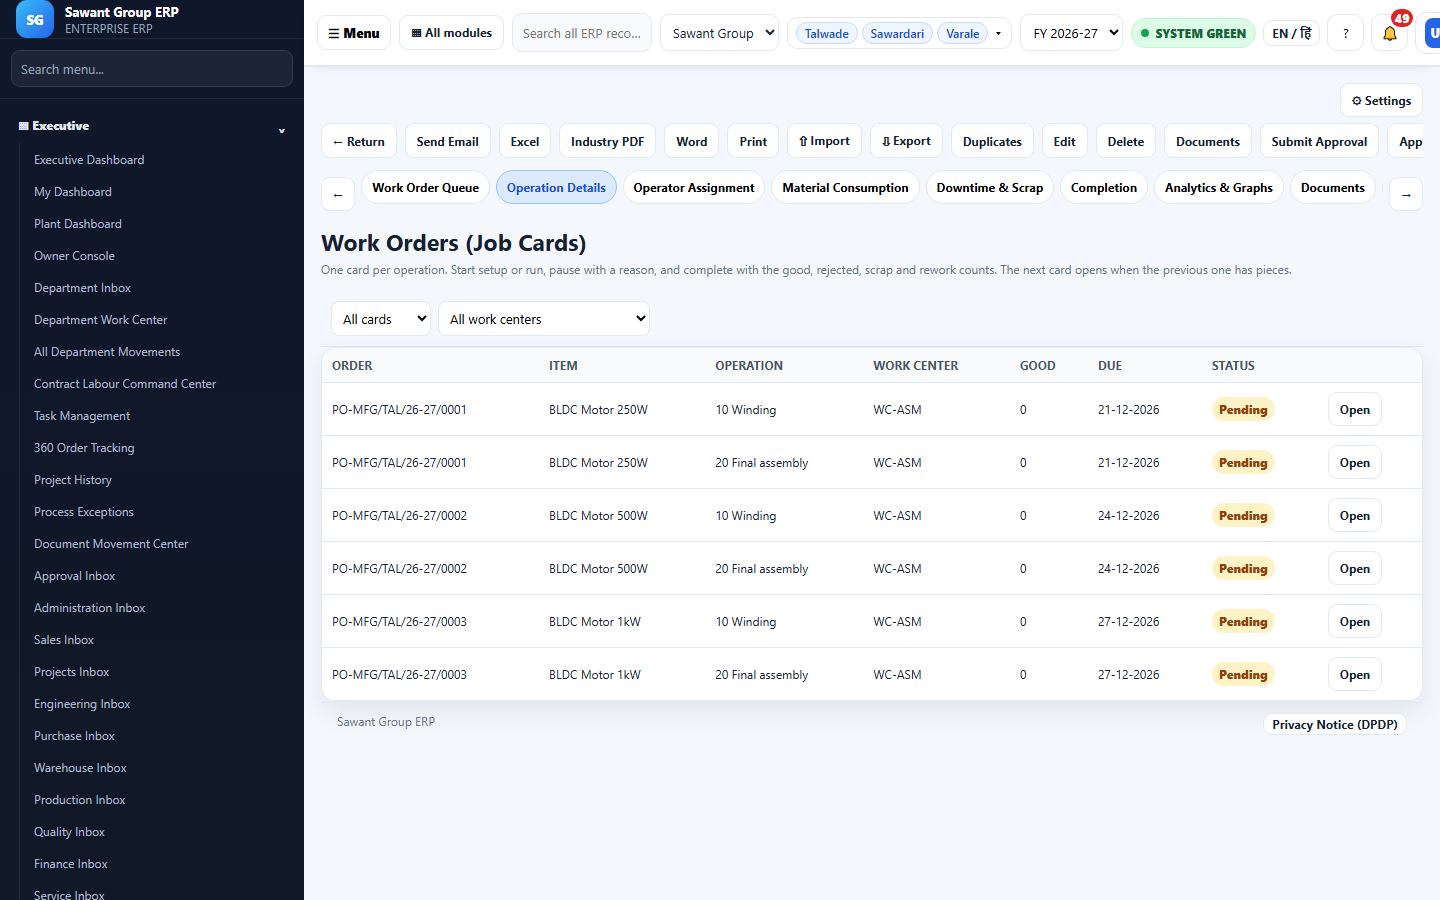 SG
Sawant Group ERP
ENTERPRISE ERP
Search menu...
Executive
Executive Dashboard
My Dashboard
Plant Dashboard
Owner Console
Department Inbox
Department Work Center
All Department Movements
Contract Labour Command Center
Task Management
360 Order Tracking
Project History
Process Exceptions
Document Movement Center
Approval Inbox
Administration Inbox
Sales Inbox
Projects Inbox
Engineering Inbox
Purchase Inbox
Warehouse Inbox
Production Inbox
Quality Inbox
Finance Inbox
Service Inbox
☰ Menu
All modules
Search all ERP reco...
Sawant Group
Talwade Sawardari Varale
FY 2026-27
SYSTEM GREEN
EN / हिं
?
49
U
⚙ Settings
← Return
Send Email
Excel
Industry PDF
Word
Print
⇧ Import
⇩ Export
Duplicates
Edit
Delete
Documents
Submit Approval
App
←
Work Order Queue
Operation Details
Operator Assignment
Material Consumption
Downtime & Scrap
Completion
Analytics & Graphs
Documents
→
Work Orders (Job Cards)
One card per operation. Start setup or run, pause with a reason, and complete with the good, rejected, scrap and rework counts. The next card opens when the previous one has pieces.
All cards
All work centers
ORDER ITEM OPERATION WORK CENTER GOOD DUE STATUS
PO-MFG/TAL/26-27/0001 BLDC Motor 250W 10 Winding WC-ASM 0 21-12-2026 Pending Open
PO-MFG/TAL/26-27/0001 BLDC Motor 250W 20 Final assembly WC-ASM 0 21-12-2026 Pending Open
PO-MFG/TAL/26-27/0002 BLDC Motor 500W 10 Winding WC-ASM 0 24-12-2026 Pending Open
PO-MFG/TAL/26-27/0002 BLDC Motor 500W 20 Final assembly WC-ASM 0 24-12-2026 Pending Open
PO-MFG/TAL/26-27/0003 BLDC Motor 1kW 10 Winding WC-ASM 0 27-12-2026 Pending Open
PO-MFG/TAL/26-27/0003 BLDC Motor 1kW 20 Final assembly WC-ASM 0 27-12-2026 Pending Open
Sawant Group ERP
Privacy Notice (DPDP)